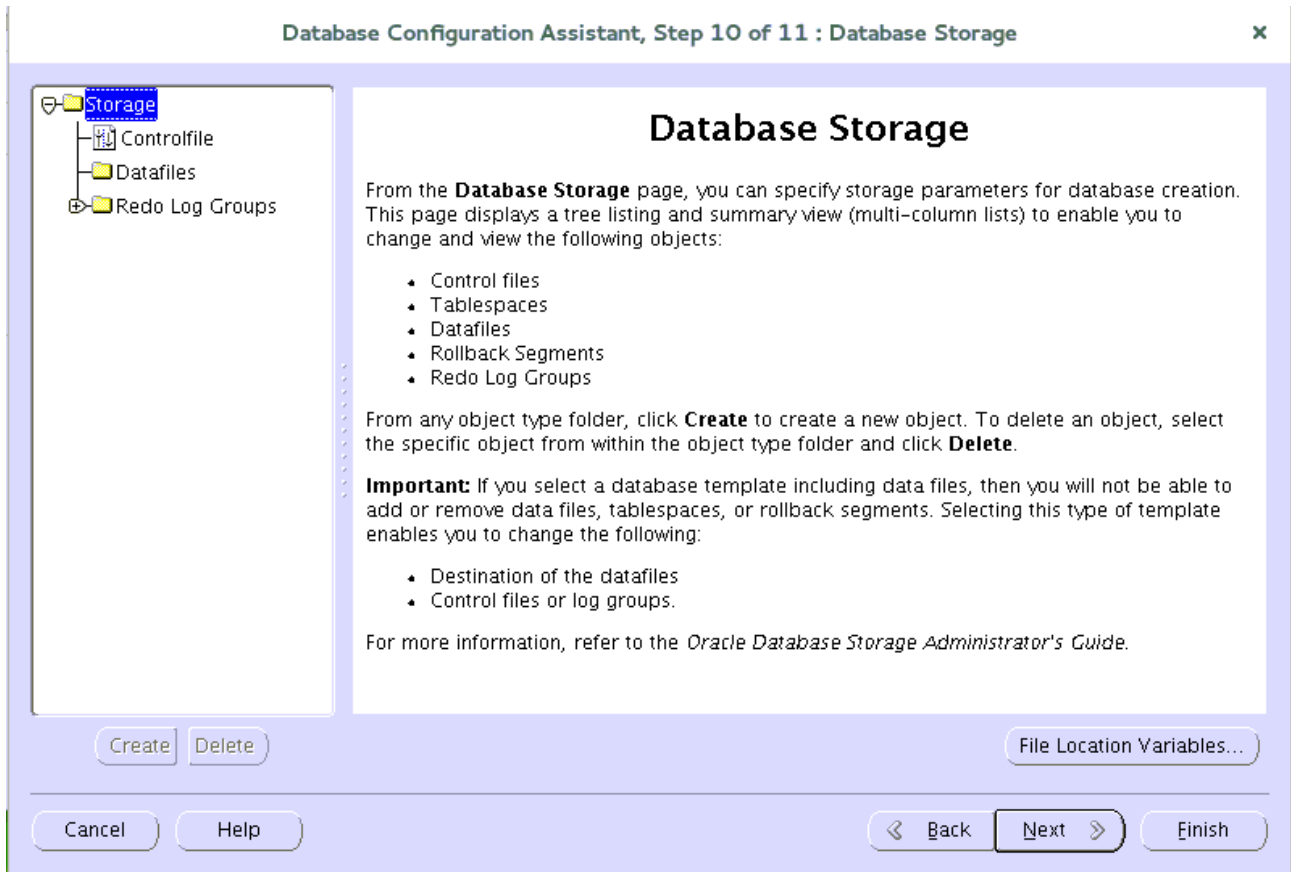 Database Configuration Assistant, Step 10 of 11 : Database Storage
Storage
Controlfile
Datafiles
Redo Log Groups
Database Storage
From the Database Storage page, you can specify storage parameters for database creation.
This page displays a tree listing and summary view (multi-column lists) to enable you to
change and view the following objects:
Control files
Tablespaces
Datafiles
Rollback Segments
Redo Log Groups
From any object type folder, click Create to create a new object. To delete an object, select
the specific object from within the object type folder and click Delete.
Important: If you select a database template including data files, then you will not be able to
add or remove data files, tablespaces, or rollback segments. Selecting this type of template
enables you to change the following:
Destination of the datafiles
Control files or log groups.
For more information, refer to the Oracle Database Storage Administrator's Guide.
Create Delete
File Location Variables...
Cancel Help
Back Next Finish